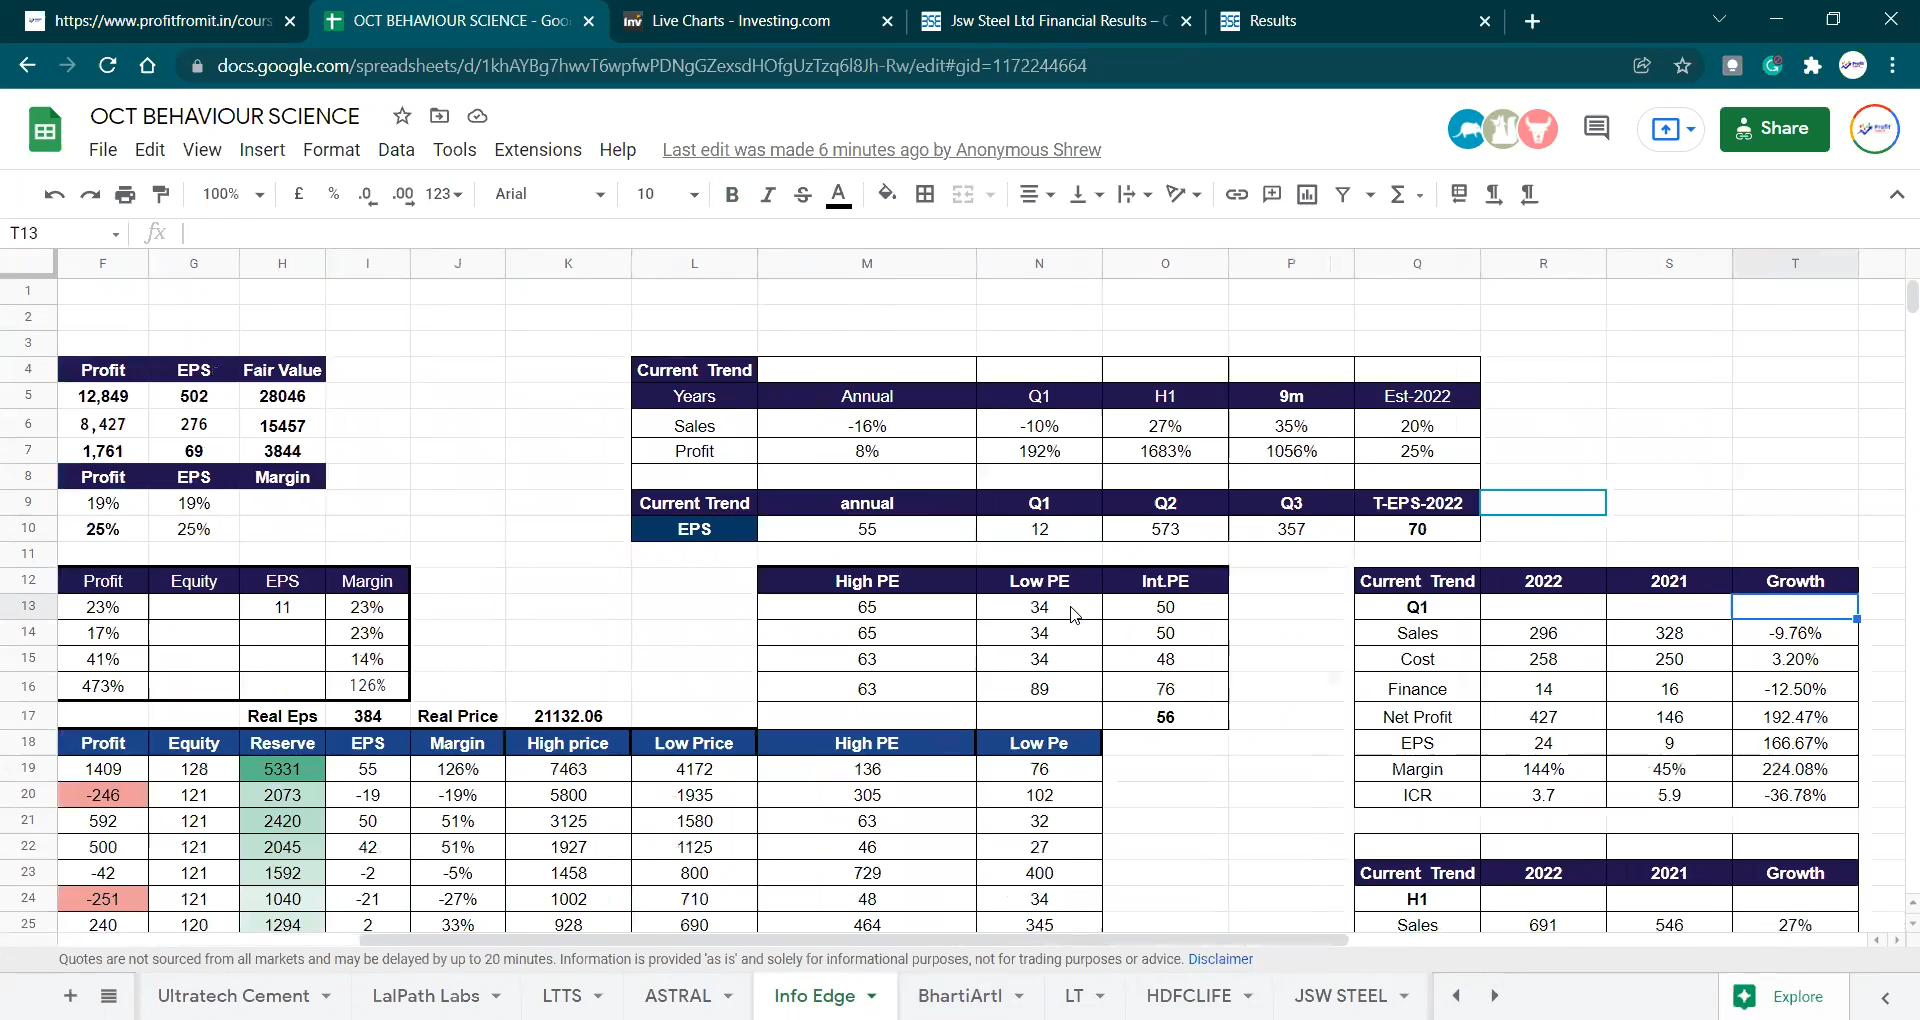 https://www.profitfromit.in/cours
OCT BEHAVIOUR SCIENCE - Goo
Live Charts - Investing.com
Jsw Steel Ltd Financial Results –
Results
docs.google.com/spreadsheets/d/1khAYBg7hwvT6wpfwPDNgGZexsdHOfgUzTzq6l8Jh-Rw/edit#gid=1172244664
OCT BEHAVIOUR SCIENCE
File Edit View Insert Format Data Tools Extensions Help Last edit was made 6 minutes ago by Anonymous Shrew
Share
100% £ % .0 .00 123 Arial 10 B I S A
T13 fx
F G H I J K L M N O P Q R S T
1
2
3
4 Profit EPS Fair Value Current Trend
5 12,849 502 28046 Years Annual Q1 H1 9m Est-2022
6 8,427 276 15457 Sales -16% -10% 27% 35% 20%
7 1,761 69 3844 Profit 8% 192% 1683% 1056% 25%
8 Profit EPS Margin
9 19% 19% Current Trend annual Q1 Q2 Q3 T-EPS-2022
10 25% 25% EPS 55 12 573 357 70
11
12 Profit Equity EPS Margin High PE Low PE Int.PE Current Trend 2022 2021 Growth
13 23% 11 23% 65 34 50 Q1
14 17% 23% 65 34 50 Sales 296 328 -9.76%
15 41% 14% 63 34 48 Cost 258 250 3.20%
16 473% 126% 63 89 76 Finance 14 16 -12.50%
17 Real Eps 384 Real Price 21132.06 56 Net Profit 427 146 192.47%
18 Profit Equity Reserve EPS Margin High price Low Price High PE Low Pe EPS 24 9 166.67%
19 1409 128 5331 55 126% 7463 4172 136 76 Margin 144% 45% 224.08%
20 -246 121 2073 -19 -19% 5800 1935 305 102 ICR 3.7 5.9 -36.78%
21 592 121 2420 50 51% 3125 1580 63 32
22 500 121 2045 42 51% 1927 1125 46 27
23 -42 121 1592 -2 -5% 1458 800 729 400 Current Trend 2022 2021 Growth
24 -251 121 1040 -21 -27% 1002 710 48 34 H1
25 240 120 1294 2 33% 928 690 464 345 Sales 691 546 27%
Quotes are not sourced from all markets and may be delayed by up to 20 minutes. Information is provided 'as is' and solely for informational purposes, not for trading purposes or advice. Disclaimer
Ultratech Cement LalPath Labs LTTS ASTRAL Info Edge BhartiArtl LT HDFCLIFE JSW STEEL Explore